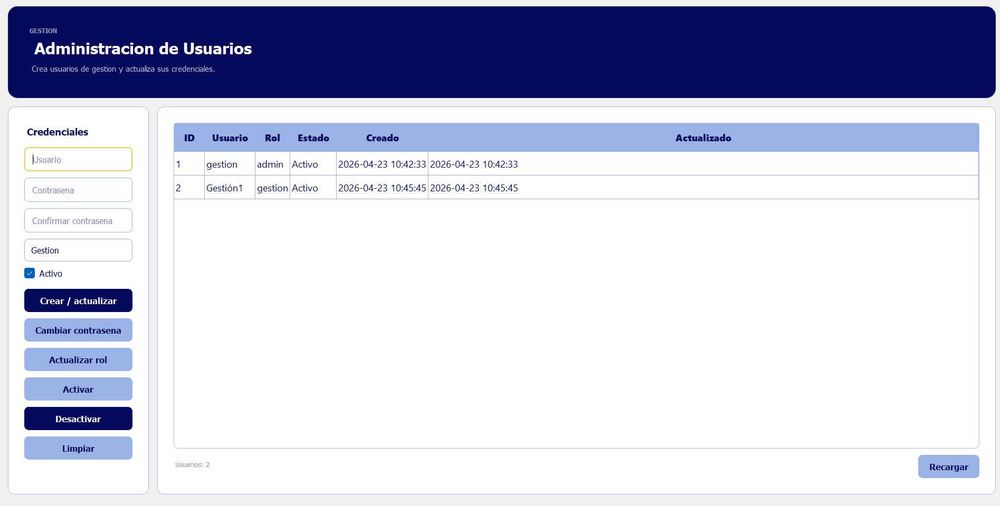 GESTION
Administracion de Usuarios
Crea usuarios de gestion y actualiza sus credenciales.
Credenciales
Usuario
Contrasena
Confirmar contrasena
Gestion
Activo
Crear / actualizar
Cambiar contrasena
Actualizar rol
Activar
Desactivar
Limpiar
ID Usuario Rol Estado Creado Actualizado
1 gestion admin Activo 2026-04-23 10:42:33 2026-04-23 10:42:33
2 Gestión1 gestion Activo 2026-04-23 10:45:45 2026-04-23 10:45:45
Usuarios: 2
Recargar